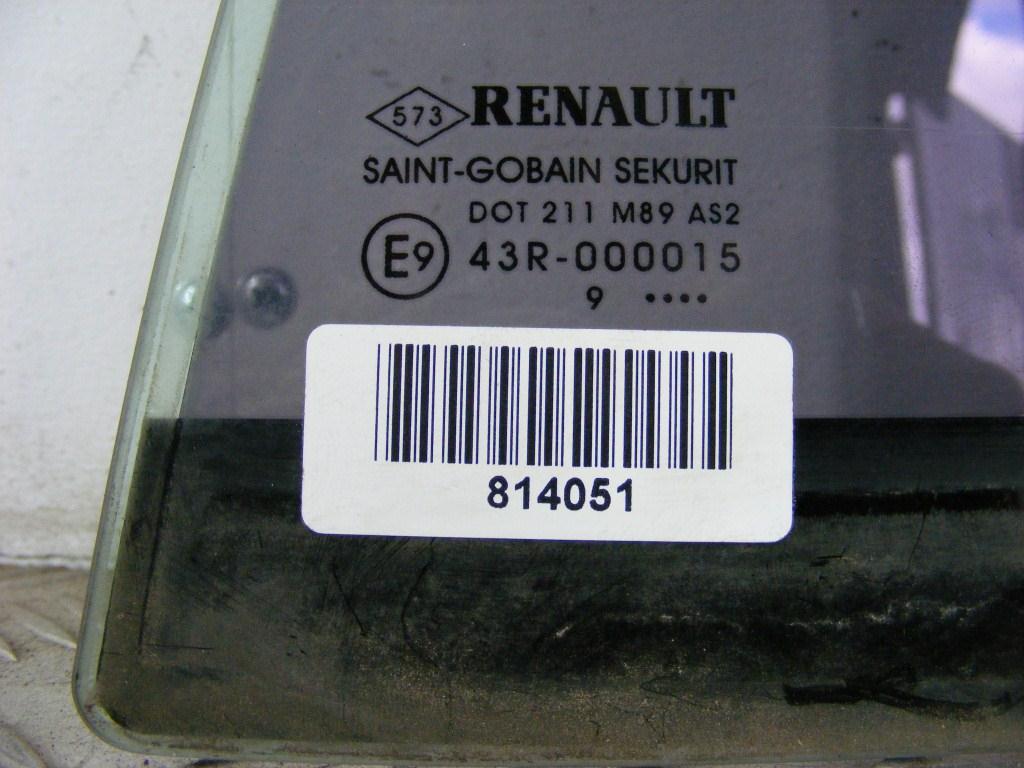 573 RENAULT
SAINT-GOBAIN SEKURIT
DOT 211 M89 AS2
E9 43R-000015
9 ••••
814051